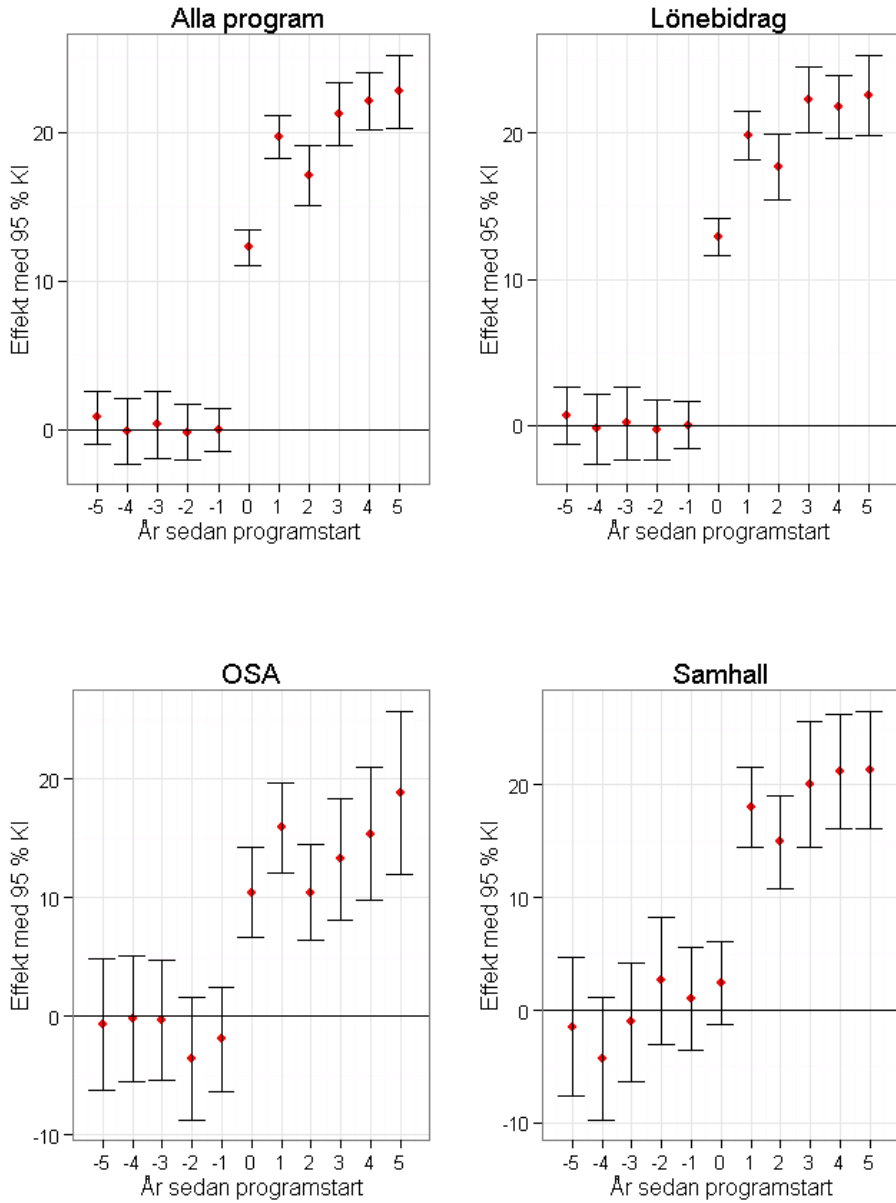 Alla program
Effekt med 95 % KI
20
10
0
-5 -4 -3 -2 -1 0 1 2 3 4 5
År sedan programstart
Lönebidrag
Effekt med 95 % KI
20
10
0
-5 -4 -3 -2 -1 0 1 2 3 4 5
År sedan programstart
OSA
Effekt med 95 % KI
20
10
0
-10
-5 -4 -3 -2 -1 0 1 2 3 4 5
År sedan programstart
Samhall
Effekt med 95 % KI
20
10
0
-10
-5 -4 -3 -2 -1 0 1 2 3 4 5
År sedan programstart